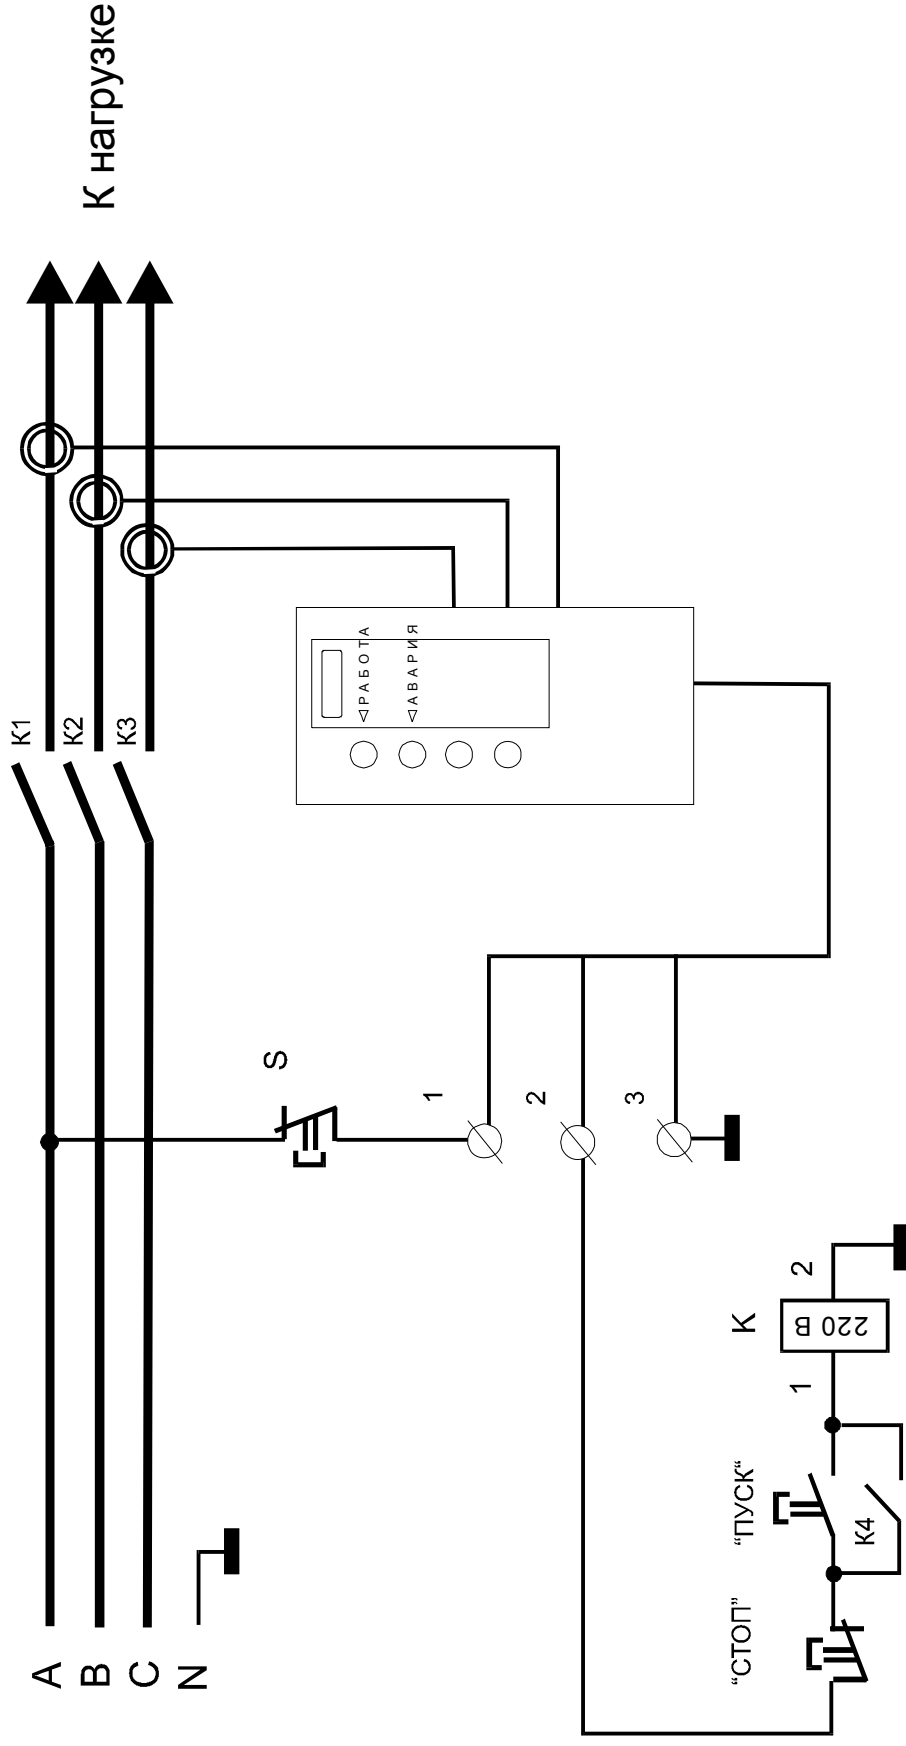 К нагрузке
К1
К2
К3
РАБОТА
АВАРИЯ
S
1
2
3
A
B
C
N
К
220 В
1
2
“ПУСК“
К4
“СТОП”